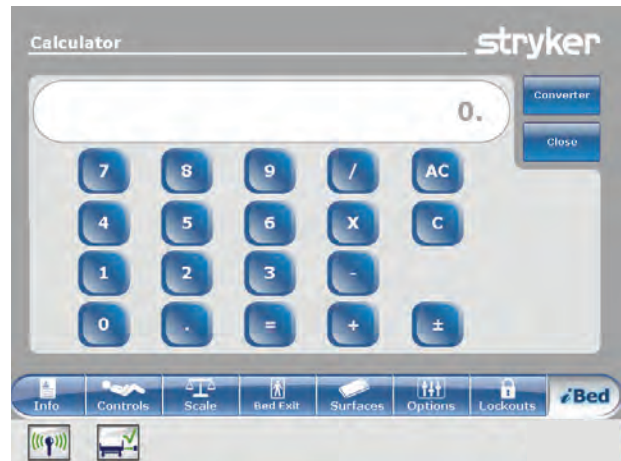 Calculator
stryker
0.
Converter
Close
7 8 9 / AC
4 5 6 X C
1 2 3 -
0 . = + ±
Info Controls Scale Bed Exit Surfaces Options Lockouts iBed